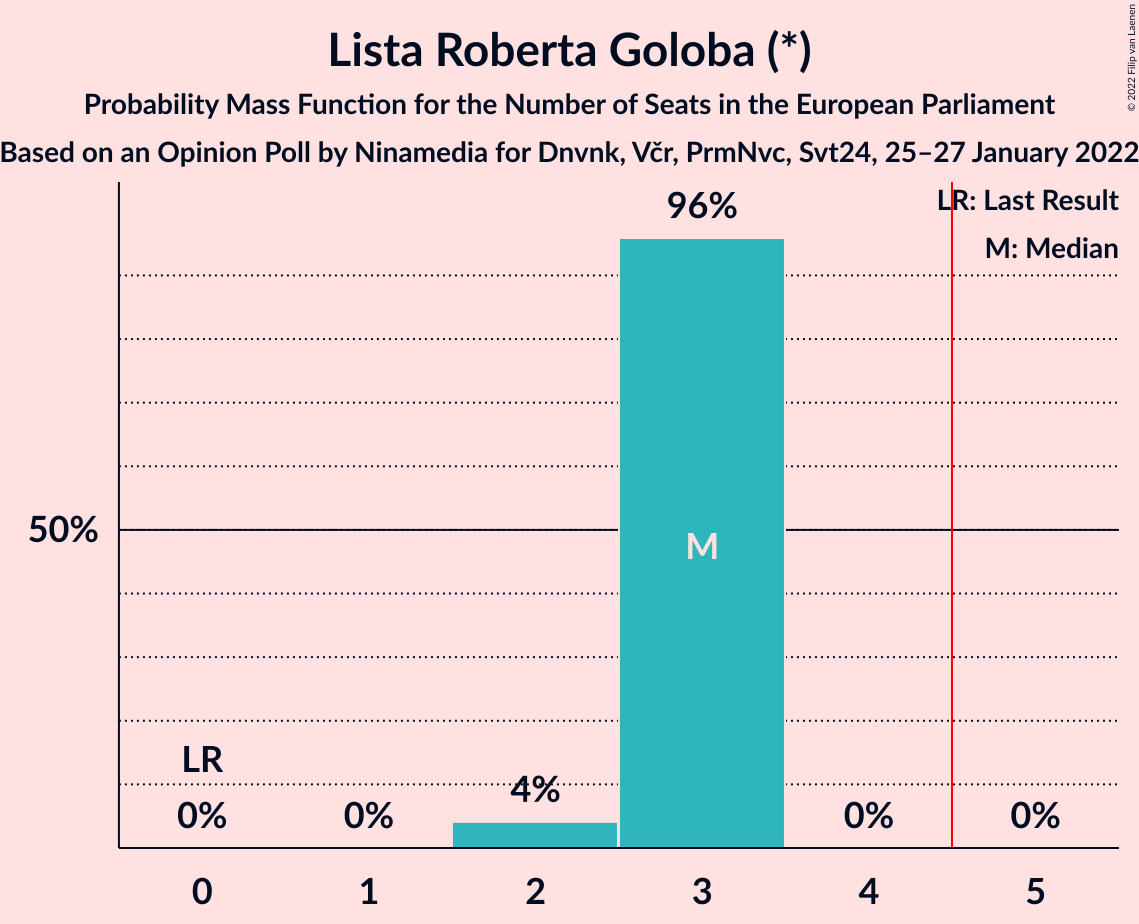 Lista Roberta Goloba (*)
Probability Mass Function for the Number of Seats in the European Parliament
Based on an Opinion Poll by Ninamedia for Dnvnk, Včr, PrmNvc, Svt24, 25–27 January 2022
© 2022 Filip van Laenen
LR: Last Result
M: Median
96%
50%
M
LR
0%
0%
4%
0%
0%
0
1
2
3
4
5